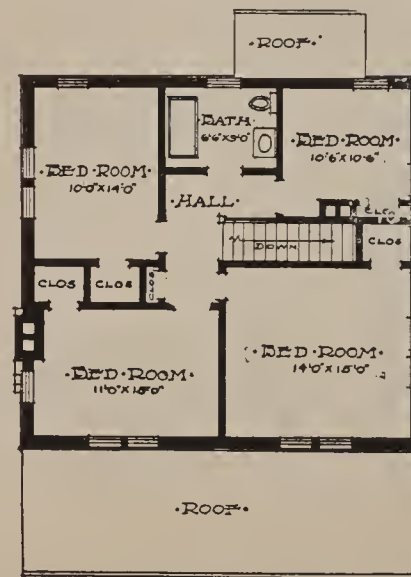 ·ROOF·
·BATH·
6'6"X9'0"
·BED·ROOM·
10'0"X14'0"
·BED·ROOM·
10'6"X10'6"
·HALL·
CLO
DOWN
CLOS
CLOS
CLOS
CLOS
·BED·ROOM·
11'0"X15'0"
·BED·ROOM·
14'0"X15'0"
·ROOF·